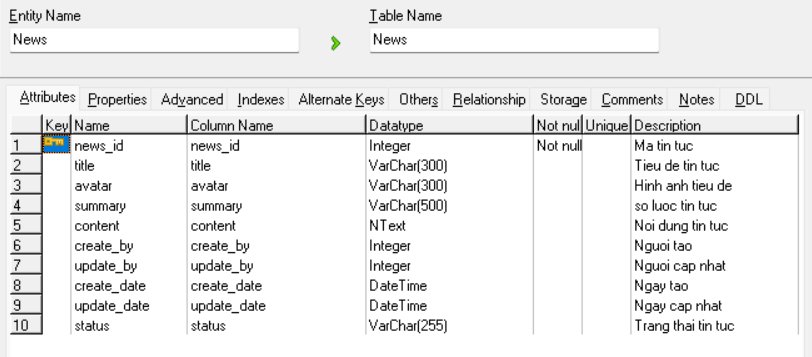 Entity Name Table Name
News News
Attributes Properties Advanced Indexes Alternate Keys Others Relationship Storage Comments Notes DDL
Key Name Column Name Datatype Not nul Unique Description
1 news_id news_id Integer Not null Ma tin tuc
2 title title VarChar(300) Tieu de tin tuc
3 avatar avatar VarChar(300) Hinh anh tieu de
4 summary summary VarChar(500) so luoc tin tuc
5 content content NText Noi dung tin tuc
6 create_by create_by Integer Nguoi tao
7 update_by update_by Integer Nguoi cap nhat
8 create_date create_date DateTime Ngay tao
9 update_date update_date DateTime Ngay cap nhat
10 status status VarChar(255) Trang thai tin tuc